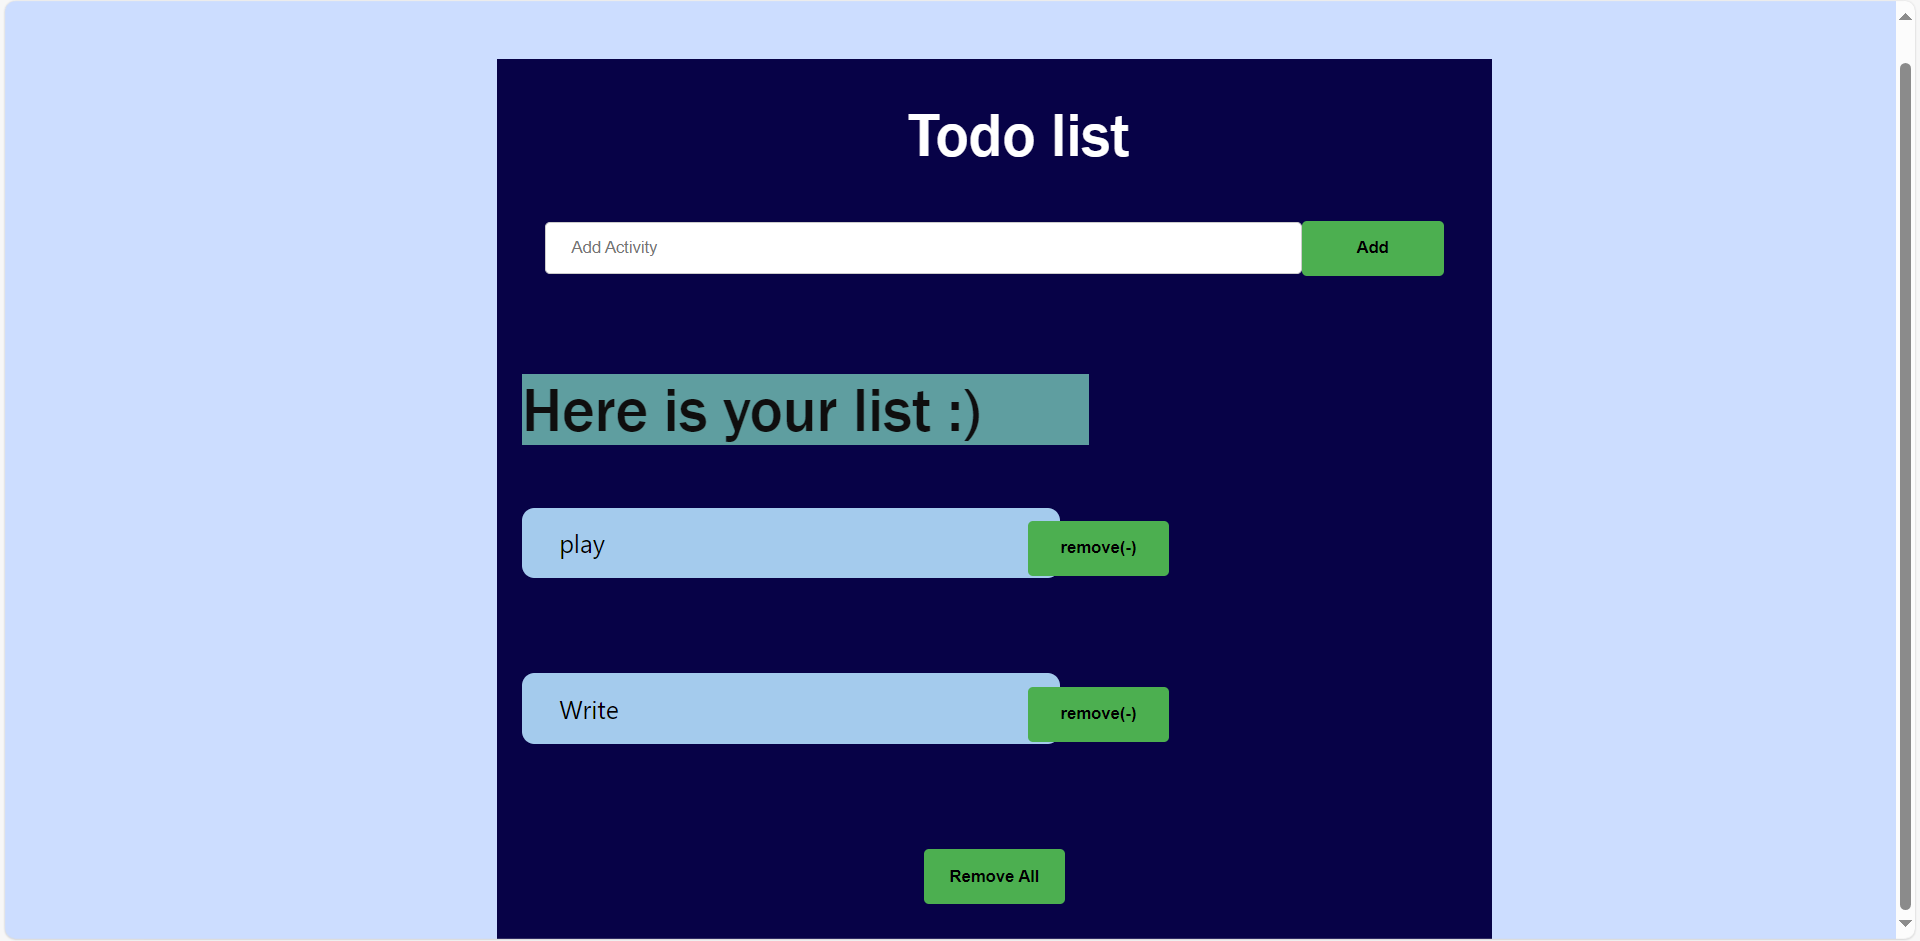 Todo list
Add Activity
Add
Here is your list :)
play
remove(-)
Write
remove(-)
Remove All